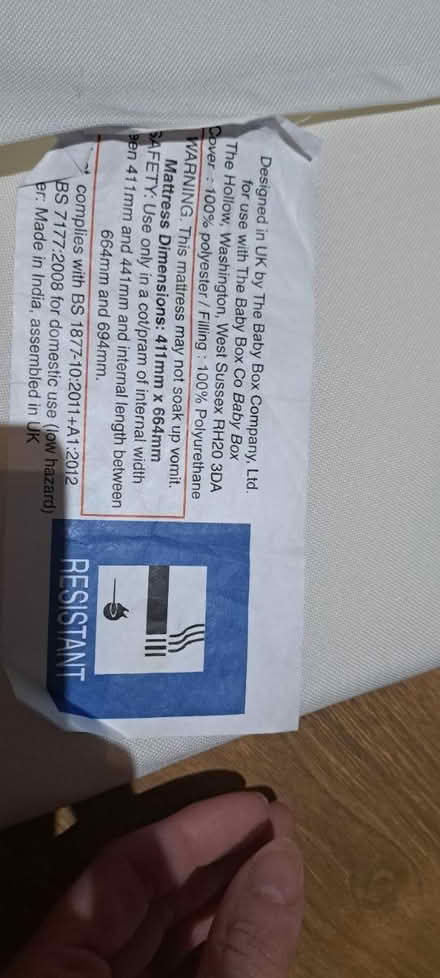 Designed in UK by The Baby Box Company, Ltd.
for use with The Baby Box Co Baby Box
The Hollow, Washington, West Sussex RH20 3DA
Cover : 100% polyester / Filling : 100% Polyurethane
WARNING. This mattress may not soak up vomit.
Mattress Dimensions: 411mm x 664mm
SAFETY: Use only in a cot/pram of internal width
411mm and 441mm and internal length between
664mm and 694mm.
complies with BS 1877-10:2011+A1:2012
BS 7177:2008 for domestic use (low hazard)
Made in India, assembled in UK
RESISTANT